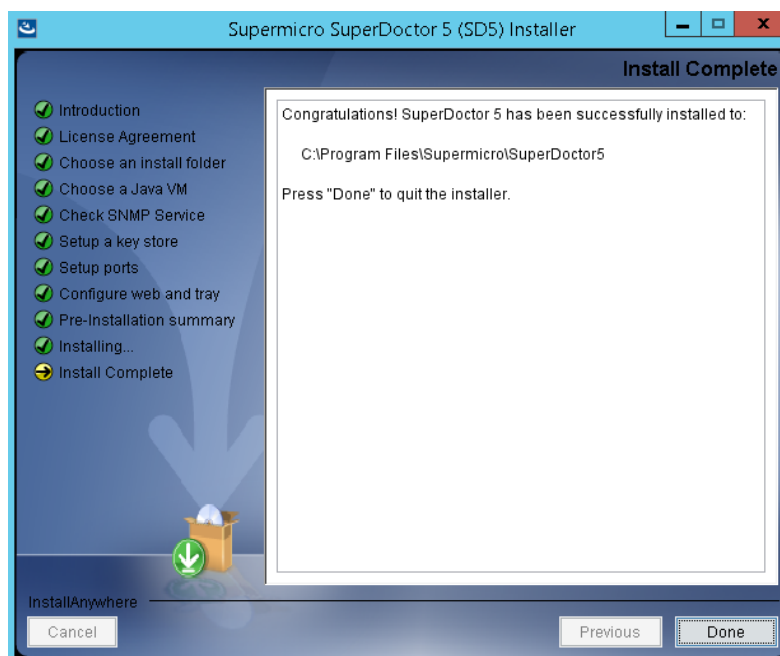 Supermicro SuperDoctor 5 (SD5) Installer
Install Complete
Introduction
License Agreement
Choose an install folder
Choose a Java VM
Check SNMP Service
Setup a key store
Setup ports
Configure web and tray
Pre-Installation summary
Installing...
Install Complete
Congratulations! SuperDoctor 5 has been successfully installed to:
C:\Program Files\Supermicro\SuperDoctor5
Press "Done" to quit the installer.
InstallAnywhere
Cancel
Previous
Done